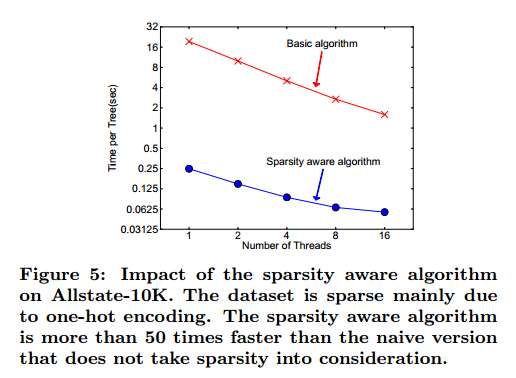 32
16
8
4
2
1
0.5
0.25
0.125
0.0625
0.03125
Time per Tree(sec)
Basic algorithm
Sparsity aware algorithm
1 2 4 8 16
Number of Threads
Figure 5: Impact of the sparsity aware algorithm
on Allstate-10K. The dataset is sparse mainly due
to one-hot encoding. The sparsity aware algorithm
is more than 50 times faster than the naive version
that does not take sparsity into consideration.